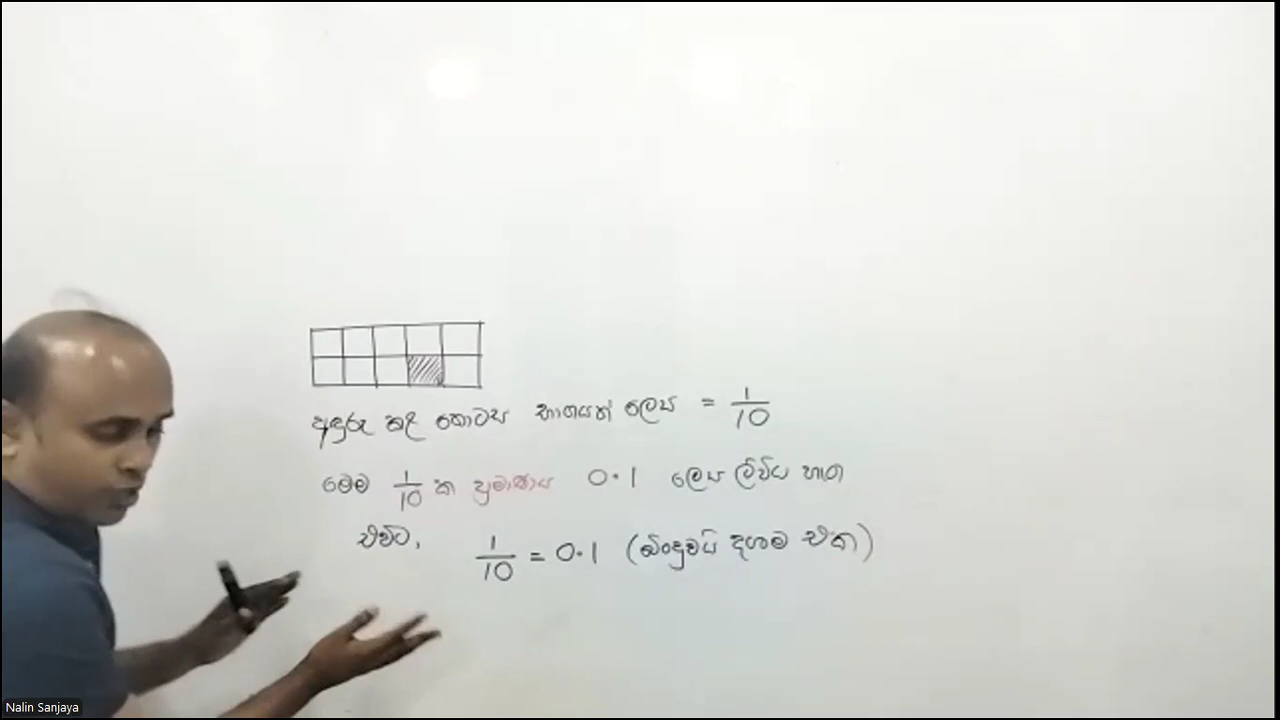 අඳුරු කළ කොටස භාගයක් ලෙස = 1/10
මෙම 1/10 ක ප්‍රමාණය 0.1 ලෙස ලිවිය හැක
එවිට, 1/10 = 0.1 (බිංදුවයි දශම එක)
Nalin Sanjaya